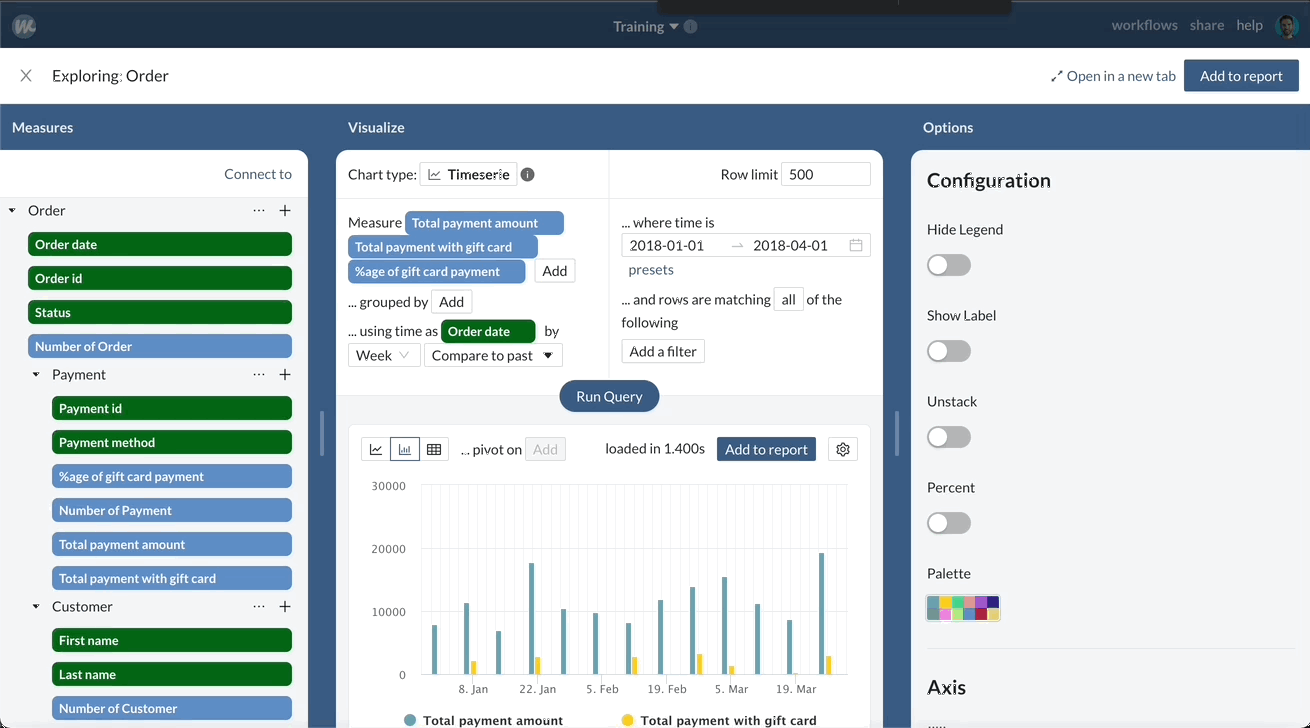 Training
workflows share help
Exploring: Order
Open in a new tab
Add to report
Measures
Visualize
Options
Connect to
Order
Order date
Order id
Status
Number of Order
Payment
Payment id
Payment method
%age of gift card payment
Number of Payment
Total payment amount
Total payment with gift card
Customer
First name
Last name
Number of Customer
Chart type: Timeserie
Row limit 500
Measure Total payment amount
Total payment with gift card
%age of gift card payment Add
... grouped by Add
... using time as Order date by
Week Compare to past
... where time is
2018-01-01 → 2018-04-01
presets
... and rows are matching all of the
following
Add a filter
Run Query
... pivot on Add
loaded in 1.400s
Add to report
30000
20000
10000
0
8. Jan 22. Jan 5. Feb 19. Feb 5. Mar 19. Mar
Total payment amount Total payment with gift card
Configuration
Hide Legend
Show Label
Unstack
Percent
Palette
Axis